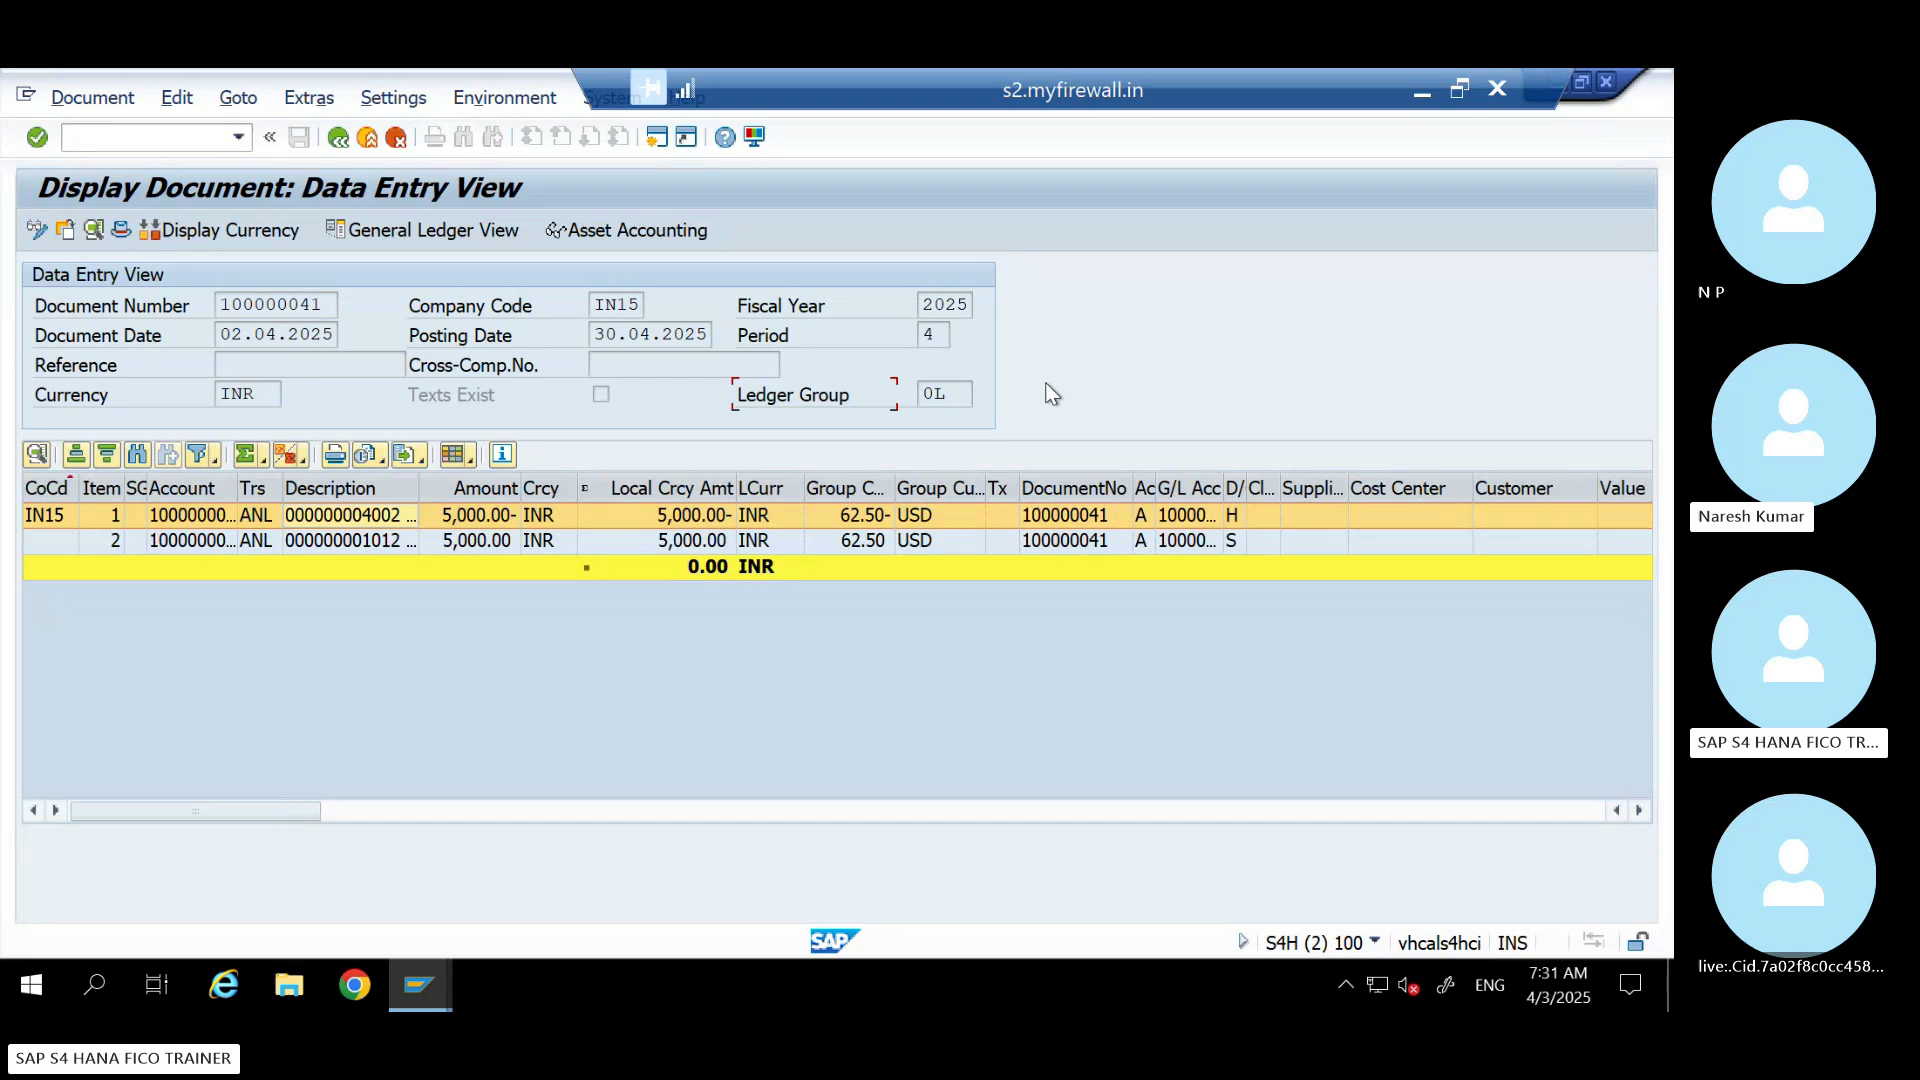 s2.myfirewall.in
Document Edit Goto Extras Settings Environment System Help
Display Document: Data Entry View
Display Currency General Ledger View Asset Accounting
Data Entry View
Document Number 100000041 Company Code IN15 Fiscal Year 2025
Document Date 02.04.2025 Posting Date 30.04.2025 Period 4
Reference Cross-Comp.No.
Currency INR Texts Exist Ledger Group 0L
CoCd Item SG Account Trs Description Amount Crcy Local Crcy Amt LCurr Group C... Group Cu... Tx DocumentNo Ac G/L Acc D/ Cl... Suppli... Cost Center Customer Value
IN15 1 10000000... ANL 000000004002 ... 5,000.00- INR 5,000.00- INR 62.50- USD 100000041 A 10000... H
2 10000000... ANL 000000001012 ... 5,000.00 INR 5,000.00 INR 62.50 USD 100000041 A 10000... S
0.00 INR
SAP
S4H (2) 100 vhcals4hci INS
ENG
7:31 AM
4/3/2025
N P
Naresh Kumar
SAP S4 HANA FICO TR...
live:.Cid.7a02f8c0cc458...
SAP S4 HANA FICO TRAINER